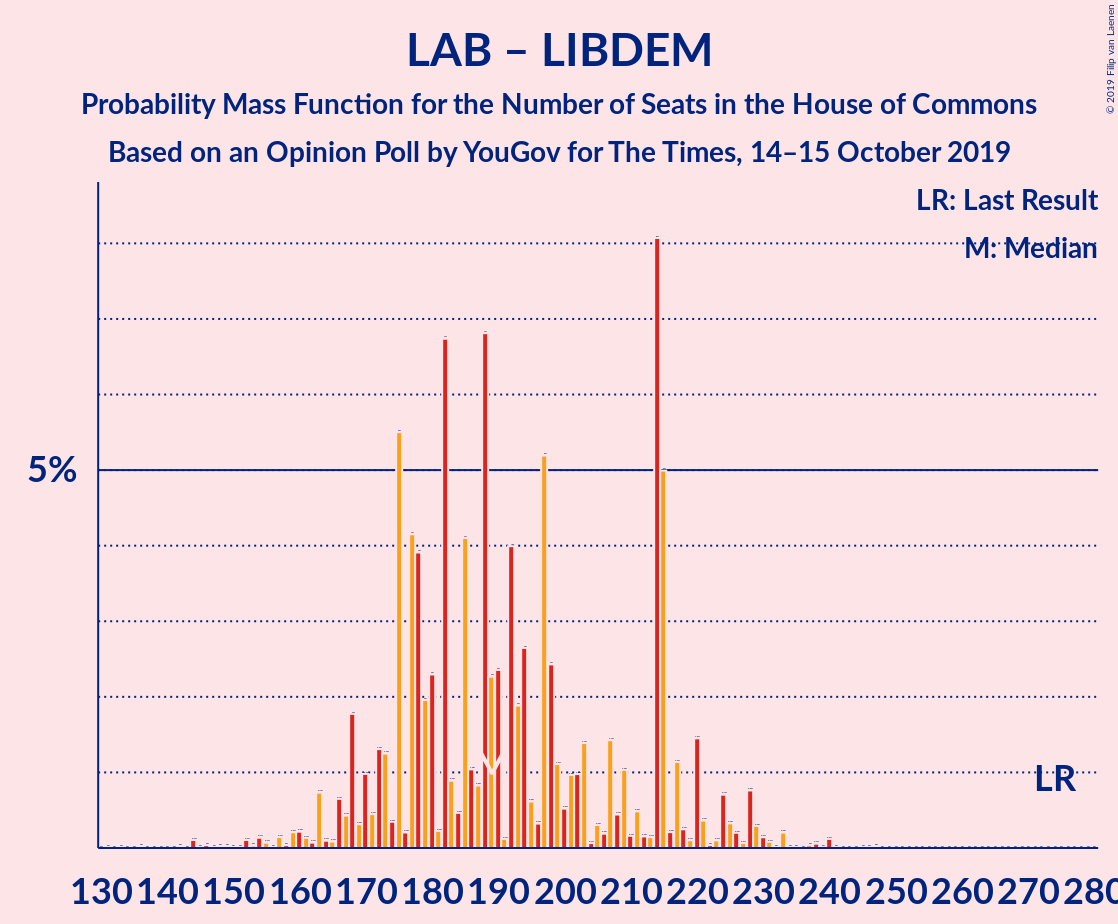 LAB – LIBDEM
Probability Mass Function for the Number of Seats in the House of Commons
Based on an Opinion Poll by YouGov for The Times, 14–15 October 2019
© 2019 Filip van Laenen
LR: Last Result
M: Median
5%
M
LR
130 140 150 160 170 180 190 200 210 220 230 240 250 260 270 280